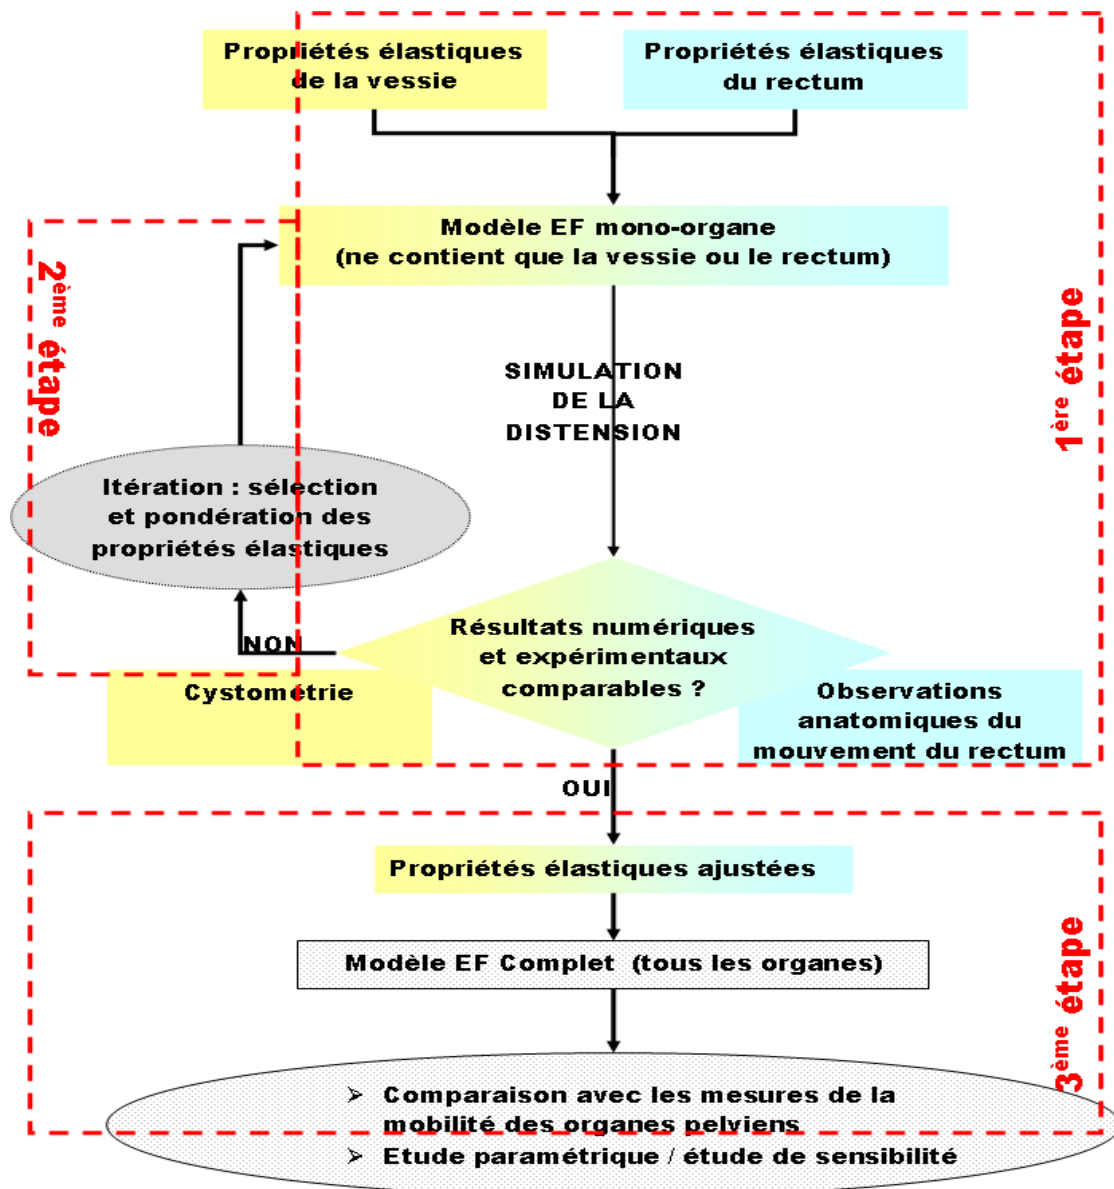 Propriétés élastiques
de la vessie
Propriétés élastiques
du rectum
Modèle EF mono-organe
(ne contient que la vessie ou le rectum)
2ème étape
1ère étape
SIMULATION
DE LA
DISTENSION
Itération : sélection
et pondération des
propriétés élastiques
NON
Résultats numériques
et expérimentaux
comparables ?
Cystométrie
Observations
anatomiques du
mouvement du rectum
OUI
Propriétés élastiques ajustées
Modèle EF Complet (tous les organes)
3ème étape
➢ Comparaison avec les mesures de la
mobilité des organes pelviens
➢ Etude paramétrique / étude de sensibilité